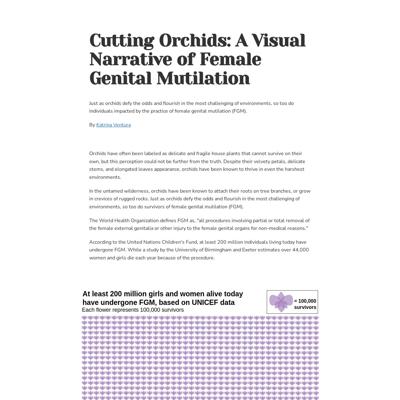 Cutting Orchids: A Visual
Narrative of Female
Genital Mutilation
Just as orchids defy the odds and flourish in the most challenging of environments, so too do
individuals impacted by the practice of female genital mutilation (FGM).
By Katrina Ventura
Orchids have often been labeled as delicate and fragile house plants that cannot survive on their
own, but this perception could not be further from the truth. Despite their velvety petals, delicate
stems, and elongated leaves appearance, orchids have been known to thrive in even the harshest
environments.
In the untamed wilderness, orchids have been known to attach their roots on tree branches, or grow
in crevices of rugged rocks. Just as orchids defy the odds and flourish in the most challenging of
environments, so too do survivors of female genital mutilation (FGM).
The World Health Organization defines FGM as, "all procedures involving partial or total removal of
the female external genitalia or other injury to the female genital organs for non-medical reasons."
According to the United Nations Children's Fund, at least 200 million individuals living today have
undergone FGM. While a study by the University of Birmingham and Exeter estimates over 44,000
women and girls die each year because of the procedure.
At least 200 million girls and women alive today
have undergone FGM, based on UNICEF data
Each flower represents 100,000 survivors
= 100,000
survivors